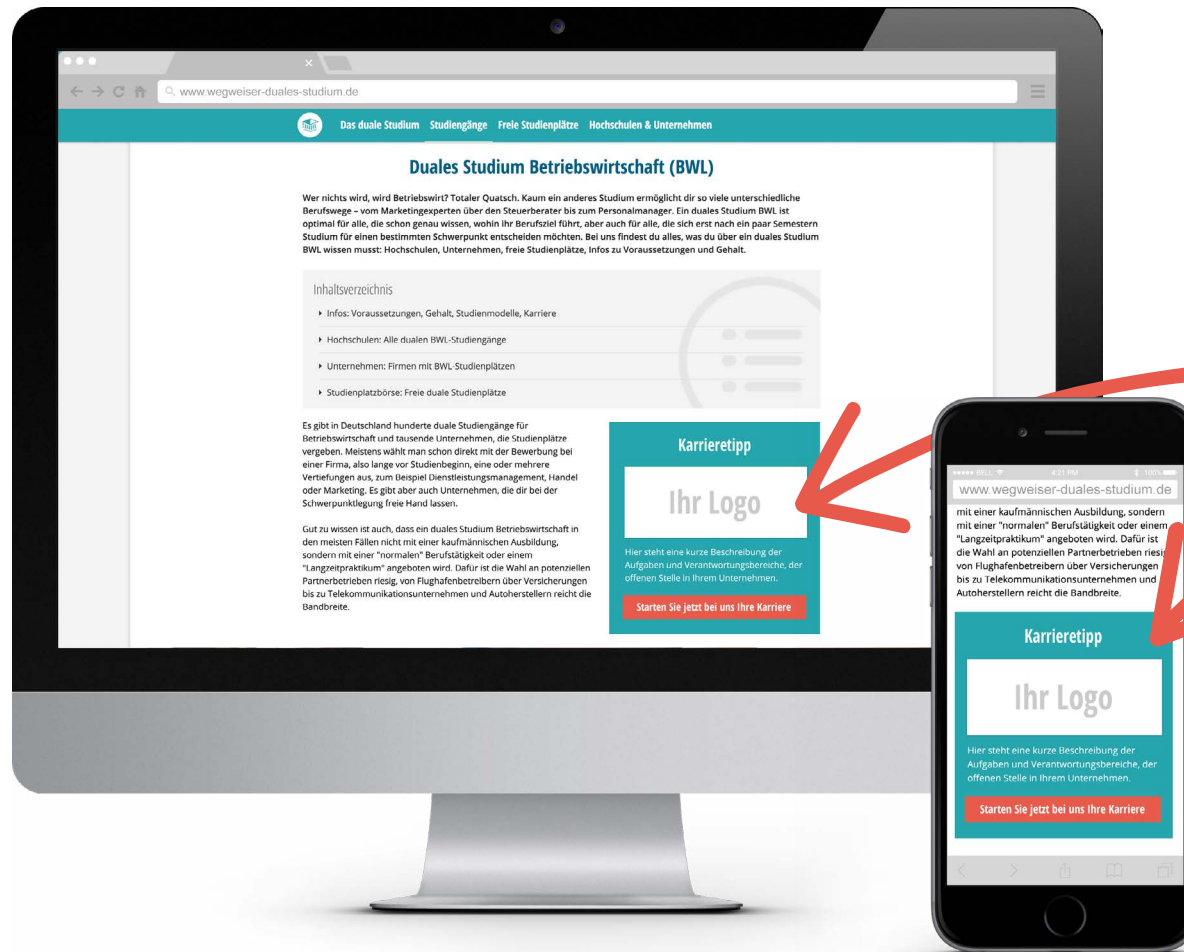 www.wegweiser-duales-studium.de
Das duale Studium Studiengänge Freie Studienplätze Hochschulen & Unternehmen
Duales Studium Betriebswirtschaft (BWL)
Wer nichts wird, wird Betriebswirt? Totaler Quatsch. Kaum ein anderes Studium ermöglicht dir so viele unterschiedliche
Berufswege – vom Marketingexperten über den Steuerberater bis zum Personalmanager. Ein duales Studium BWL ist
optimal für alle, die schon genau wissen, wohin ihr Berufsziel führt, aber auch für alle, die sich erst nach ein paar Semestern
Studium für einen bestimmten Schwerpunkt entscheiden möchten. Bei uns findest du alles, was du über ein duales Studium
BWL wissen musst: Hochschulen, Unternehmen, freie Studienplätze, Infos zu Voraussetzungen und Gehalt.
Inhaltsverzeichnis
Infos: Voraussetzungen, Gehalt, Studienmodelle, Karriere
Hochschulen: Alle dualen BWL-Studiengänge
Unternehmen: Firmen mit BWL-Studienplätzen
Studienplatzbörse: Freie duale Studienplätze
Es gibt in Deutschland hunderte duale Studiengänge für
Betriebswirtschaft und tausende Unternehmen, die Studienplätze
vergeben. Meistens wählt man schon direkt mit der Bewerbung bei
einer Firma, also lange vor Studienbeginn, eine oder mehrere
Vertiefungen aus, zum Beispiel Dienstleistungsmanagement, Handel
oder Marketing. Es gibt aber auch Unternehmen, die dir bei der
Schwerpunktlegung freie Hand lassen.
Gut zu wissen ist auch, dass ein duales Studium Betriebswirtschaft in
den meisten Fällen nicht mit einer kaufmännischen Ausbildung,
sondern mit einer "normalen" Berufstätigkeit oder einem
"Langzeitpraktikum" angeboten wird. Dafür ist die Wahl an potenziellen
Partnerbetrieben riesig, von Flughafenbetreibern über Versicherungen
bis zu Telekommunikationsunternehmen und Autoherstellern reicht die
Bandbreite.
Karrieretipp
Ihr Logo
Hier steht eine kurze Beschreibung der
Aufgaben und Verantwortungsbereiche, der
offenen Stelle in Ihrem Unternehmen.
Starten Sie jetzt bei uns Ihre Karriere
BELL 4:21 PM 100%
www.wegweiser-duales-studium.de
mit einer kaufmännischen Ausbildung, sondern
mit einer "normalen" Berufstätigkeit oder einem
"Langzeitpraktikum" angeboten wird. Dafür ist
die Wahl an potenziellen Partnerbetrieben riesig,
von Flughafenbetreibern über Versicherungen
bis zu Telekommunikationsunternehmen und
Autoherstellern reicht die Bandbreite.
Karrieretipp
Ihr Logo
Hier steht eine kurze Beschreibung der
Aufgaben und Verantwortungsbereiche, der
offenen Stelle in Ihrem Unternehmen.
Starten Sie jetzt bei uns Ihre Karriere